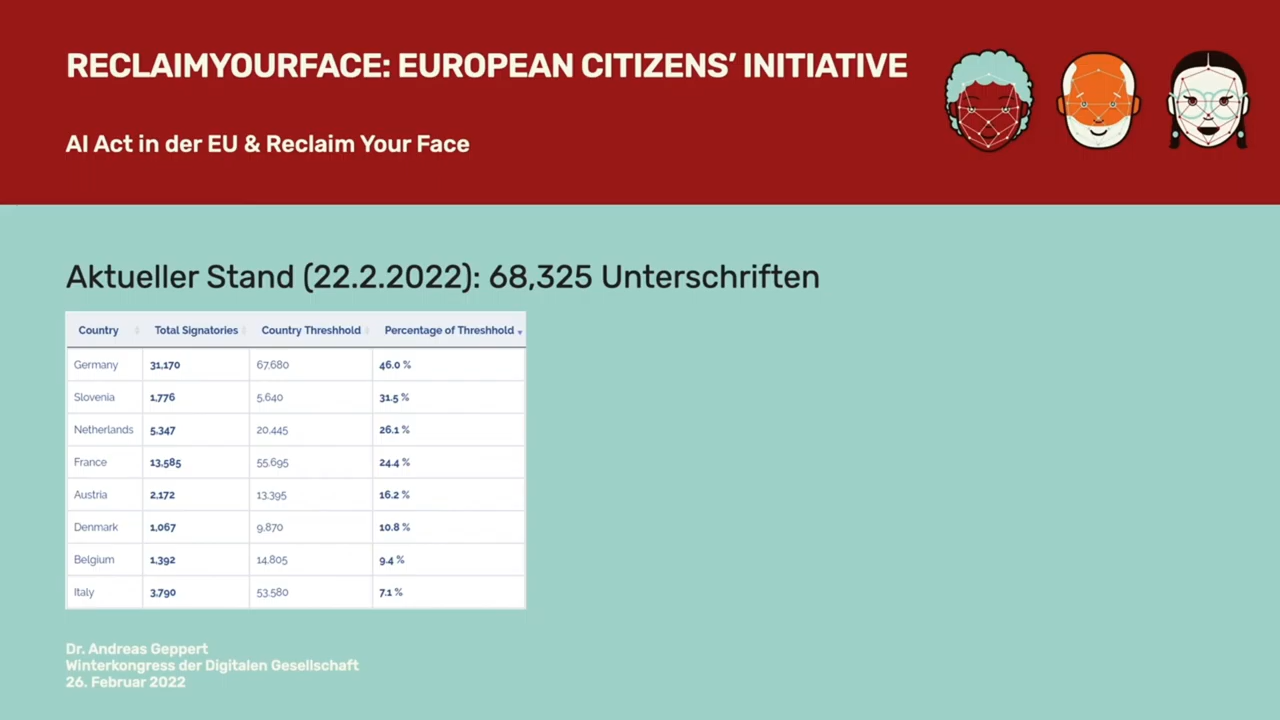 RECLAIMYOURFACE: EUROPEAN CITIZENS’ INITIATIVE
AI Act in der EU & Reclaim Your Face
Aktueller Stand (22.2.2022): 68,325 Unterschriften
Country Total Signatories Country Threshhold Percentage of Threshhold
Germany 31,170 67,680 46.0 %
Slovenia 1,776 5,640 31.5 %
Netherlands 5,347 20,445 26.1 %
France 13,585 55,695 24.4 %
Austria 2,172 13,395 16.2 %
Denmark 1,067 9,870 10.8 %
Belgium 1,392 14,805 9.4 %
Italy 3,790 53,580 7.1 %
Dr. Andreas Geppert
Winterkongress der Digitalen Gesellschaft
26. Februar 2022